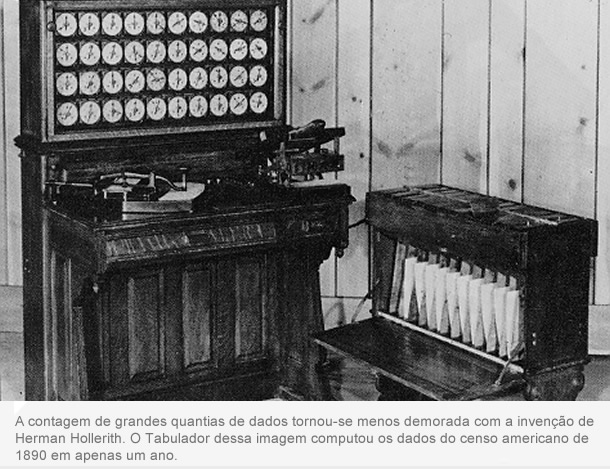 A contagem de grandes quantias de dados tornou-se menos demorada com a invenção de
Herman Hollerith. O Tabulador dessa imagem computou os dados do censo americano de
1890 em apenas um ano.